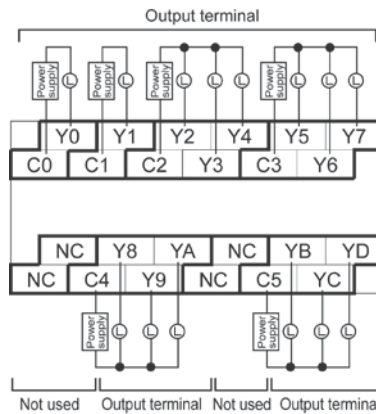 Output terminal
Power supply L Power supply L Power supply L L L Power supply L L L
Y0 Y1 Y2 Y4 Y5 Y7
C0 C1 C2 Y3 C3 Y6
NC Y8 YA NC YB YD
NC C4 Y9 NC C5 YC
Power supply L L L Power supply L L L
Not used Output terminal Not used Output termina